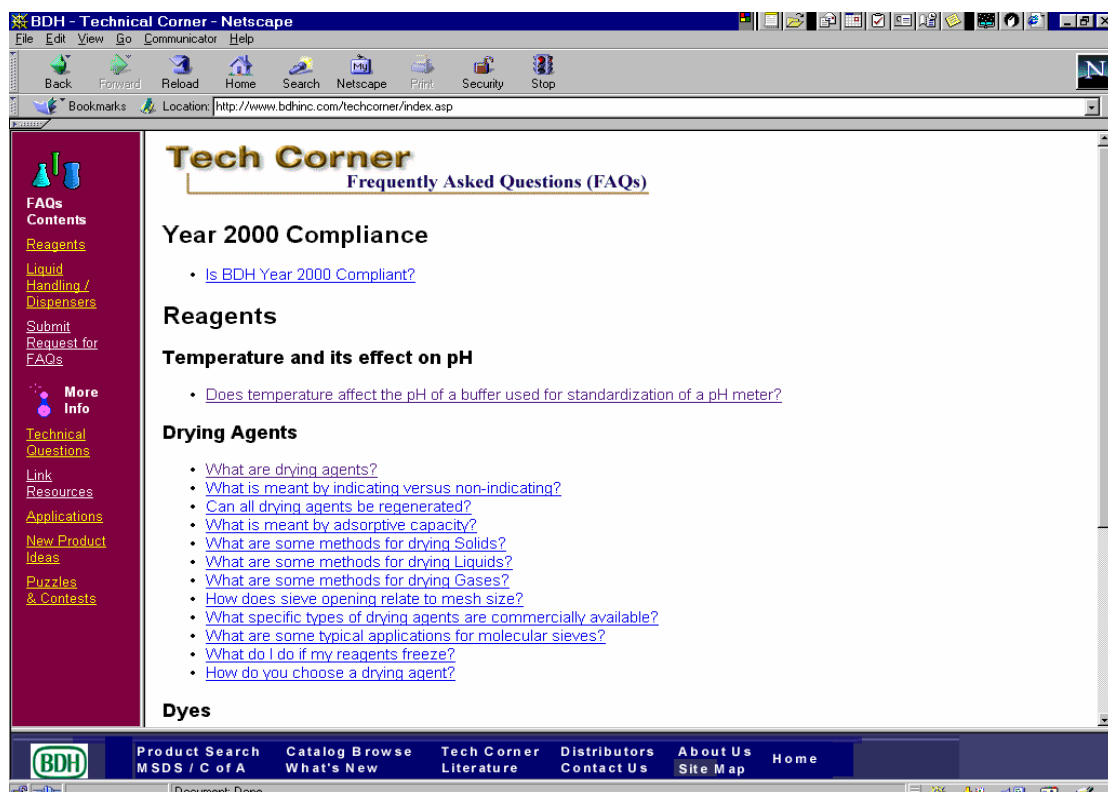 BDH - Technical Corner - Netscape
File Edit View Go Communicator Help
My
N
Back Forward Reload Home Search Netscape Print Security Stop
Bookmarks Location: http://www.bdhinc.com/techcorner/index.asp
FAQs
Contents
Reagents
Liquid
Handling /
Dispensers
Submit
Request for
FAQs
More
Info
Technical
Questions
Link
Resources
Applications
New Product
Ideas
Puzzles
& Contests
Tech Corner
Frequently Asked Questions (FAQs)
Year 2000 Compliance
• Is BDH Year 2000 Compliant?
Reagents
Temperature and its effect on pH
• Does temperature affect the pH of a buffer used for standardization of a pH meter?
Drying Agents
• What are drying agents?
• What is meant by indicating versus non-indicating?
• Can all drying agents be regenerated?
• What is meant by adsorptive capacity?
• What are some methods for drying Solids?
• What are some methods for drying Liquids?
• What are some methods for drying Gases?
• How does sieve opening relate to mesh size?
• What specific types of drying agents are commercially available?
• What are some typical applications for molecular sieves?
• What do I do if my reagents freeze?
• How do you choose a drying agent?
Dyes
BDH
Product Search Catalog Browse Tech Corner Distributors About Us Home
MSDS / C of A What's New Literature Contact Us Site Map
Document: Done